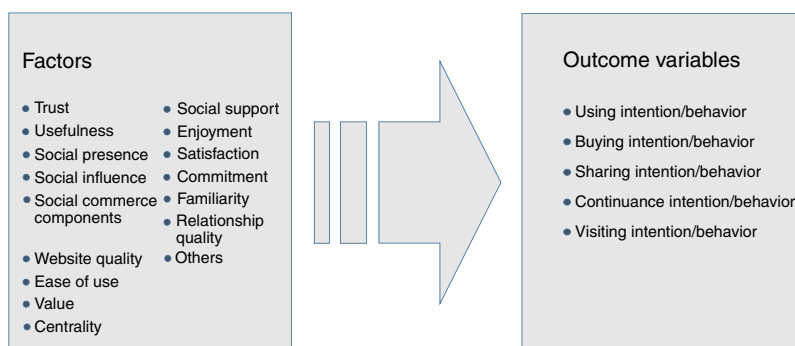 Factors
• Trust
• Usefulness
• Social presence
• Social influence
• Social commerce
components
• Website quality
• Ease of use
• Value
• Centrality
• Social support
• Enjoyment
• Satisfaction
• Commitment
• Familiarity
• Relationship
quality
• Others
Outcome variables
• Using intention/behavior
• Buying intention/behavior
• Sharing intention/behavior
• Continuance intention/behavior
• Visiting intention/behavior